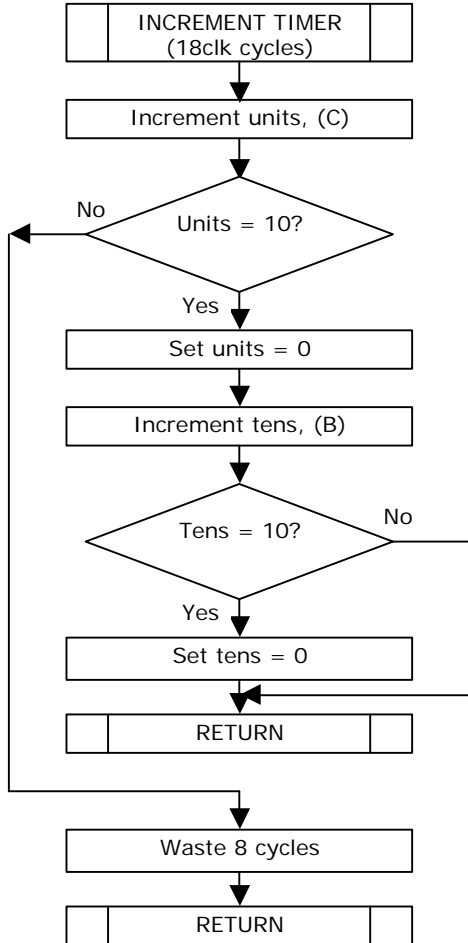 INCREMENT TIMER
(18clk cycles)
Increment units, (C)
No
Units = 10?
Yes
Set units = 0
Increment tens, (B)
Tens = 10?
No
Yes
Set tens = 0
RETURN
Waste 8 cycles
RETURN